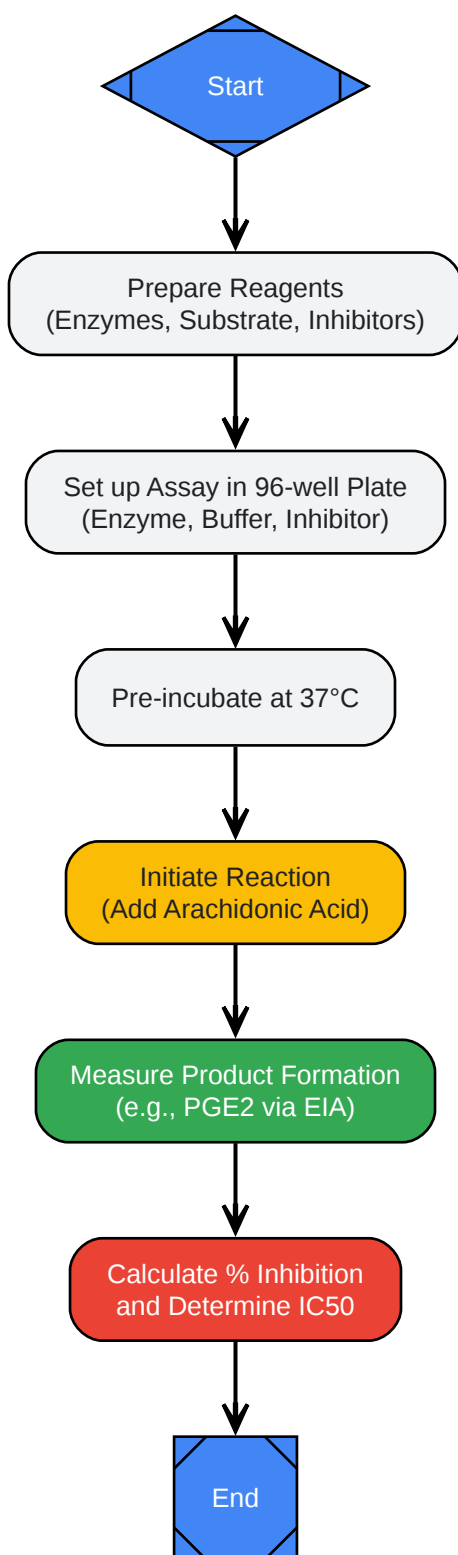 Start
Prepare Reagents
(Enzymes, Substrate, Inhibitors)
Set up Assay in 96-well Plate
(Enzyme, Buffer, Inhibitor)
Pre-incubate at 37°C
Initiate Reaction
(Add Arachidonic Acid)
Measure Product Formation
(e.g., PGE2 via EIA)
Calculate % Inhibition
and Determine IC50
End